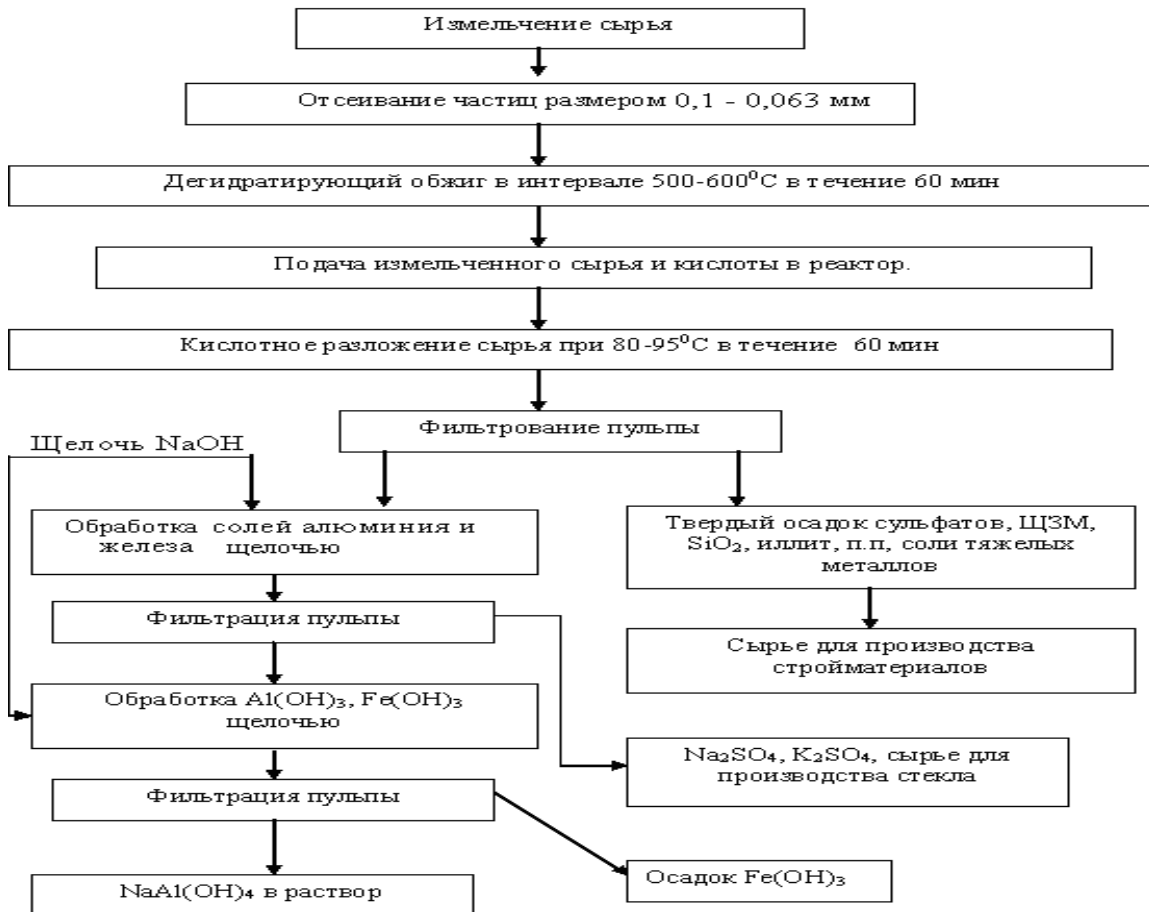 Измельчение сырья
Отсеивание частиц размером 0,1 - 0,063 мм
Дегидратирующий обжиг в интервале 500-600⁰С в течение 60 мин
Подача измельченного сырья и кислоты в реактор.
Кислотное разложение сырья при 80-95⁰С в течение 60 мин
Фильтрование пульпы
Щелочь NaOH
Обработка солей алюминия и
железа щелочью
Твердый осадок сульфатов, ЩЗМ,
SiO₂, иллит, п.п, соли тяжелых
металлов
Фильтрация пульпы
Сырье для производства
стройматериалов
Обработка Al(OH)₃, Fe(OH)₃
щелочью
Na₂SO₄, K₂SO₄, сырье для
производства стекла
Фильтрация пульпы
Осадок Fe(OH)₃
NaAl(OH)₄ в раствор